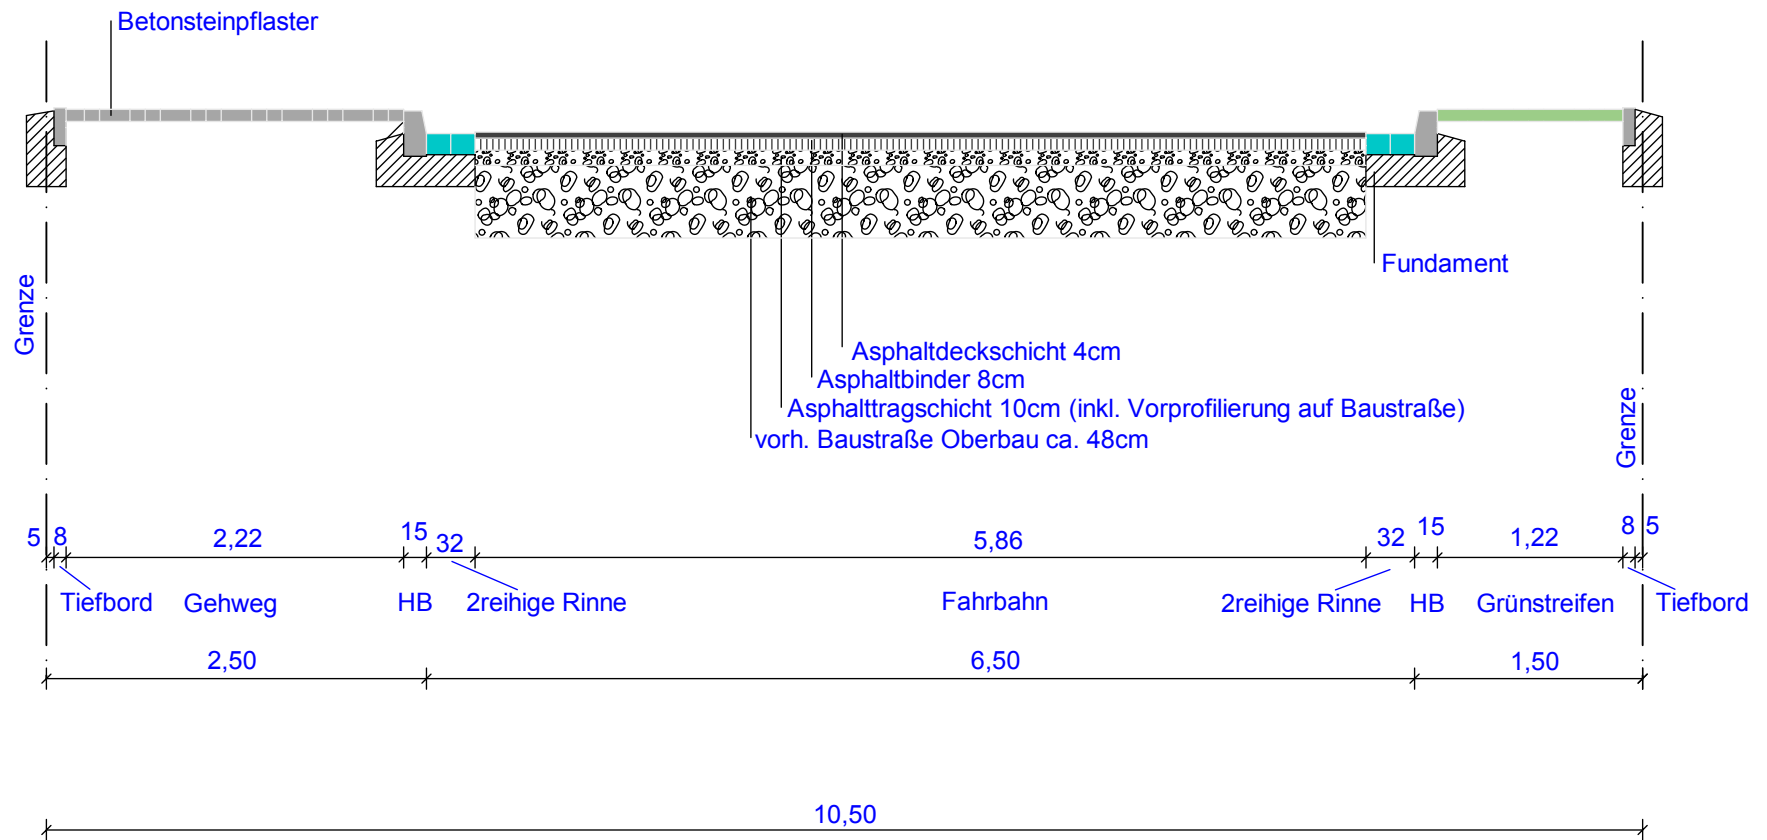 Betonsteinpflaster
Grenze
Fundament
Asphaltdeckschicht 4cm
Asphaltbinder 8cm
Asphalttragschicht 10cm (inkl. Vorprofilierung auf Baustraße)
vorh. Baustraße Oberbau ca. 48cm
Grenze
5 8 2,22 15 32 5,86 32 15 1,22 8 5
Tiefbord Gehweg HB 2reihige Rinne Fahrbahn 2reihige Rinne HB Grünstreifen Tiefbord
2,50 6,50 1,50
10,50